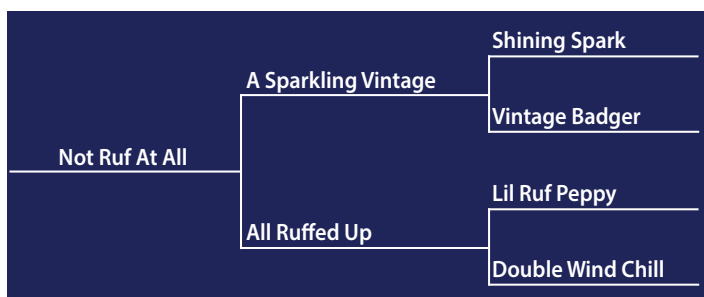 Shining Spark
A Sparkling Vintage
Vintage Badger
Not Ruf At All
Lil Ruf Peppy
All Ruffed Up
Double Wind Chill